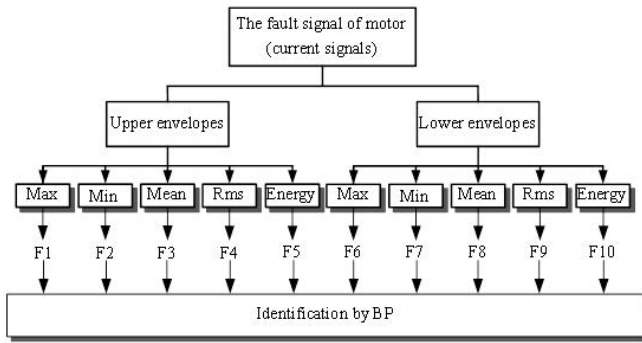 The fault signal of motor
(current signals)
Upper envelopes
Lower envelopes
Max Min Mean Rms Energy Max Min Mean Rms Energy
F1 F2 F3 F4 F5 F6 F7 F8 F9 F10
Identification by BP